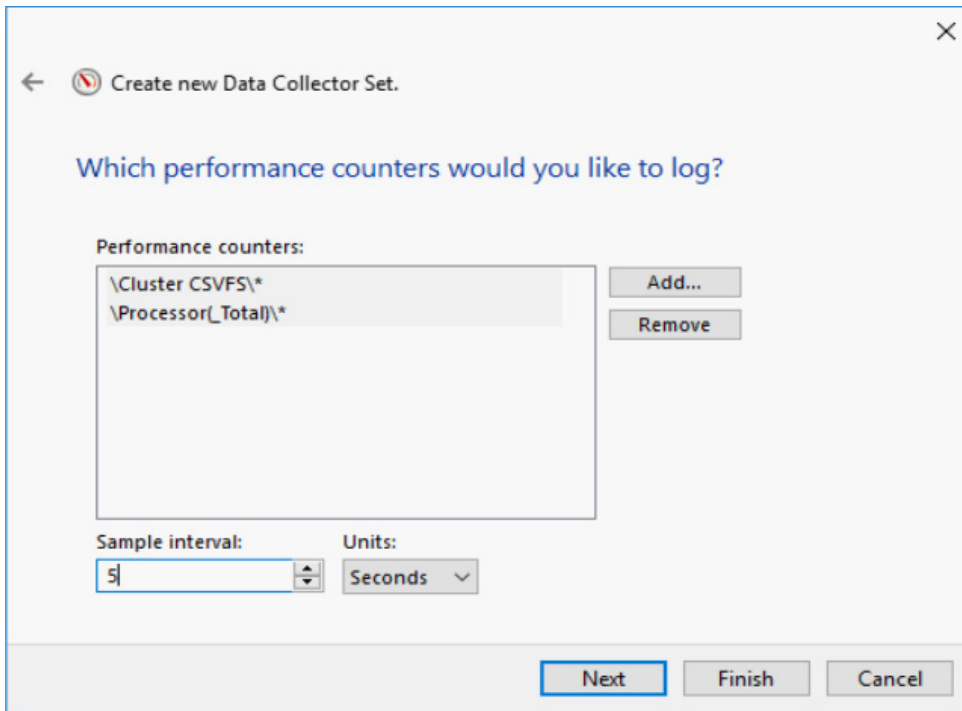 Create new Data Collector Set.
Which performance counters would you like to log?
Performance counters:
\Cluster CSVFS\*
\Processor(_Total)\*
Add...
Remove
Sample interval:
Units:
5
Seconds
Next
Finish
Cancel